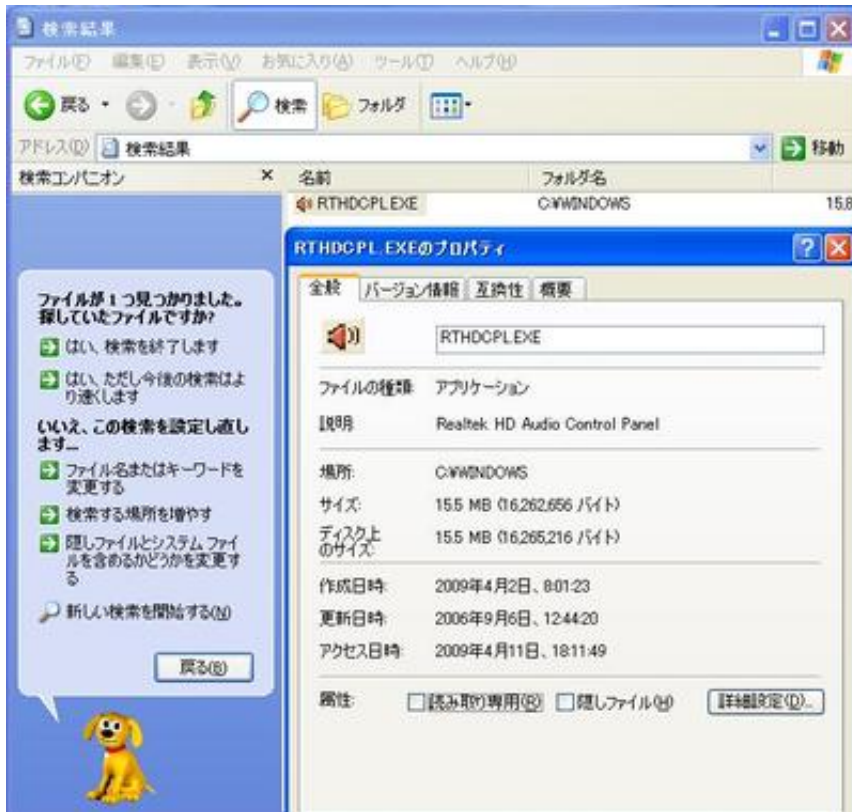 検索結果
ファイル(F) 編集(E) 表示(V) お気に入り(A) ツール(T) ヘルプ(H)
戻る 検索 フォルダ
アドレス(D) 検索結果 移動
検索コンパニオン × 名前 フォルダ名
RTHDCPL.EXE C:¥WINDOWS 15,8
RTHDCPL.EXEのプロパティ
全般 バージョン情報 互換性 概要
ファイルが 1 つ見つかりました。
探していたファイルですか?
はい、検索を終了します
はい、ただし今後の検索はよ
り速くします
いいえ、この検索を設定し直し
ます...
ファイル名またはキーワードを
変更する
検索する場所を増やす
隠しファイルとシステム ファイ
ルを含めるかどうかを変更す
る
新しい検索を開始する(N)
戻る(B)
RTHDCPL.EXE
ファイルの種類: アプリケーション
説明: Realtek HD Audio Control Panel
場所: C:¥WINDOWS
サイズ: 15.5 MB (16,262,656 バイト)
ディスク上
のサイズ: 15.5 MB (16,265,216 バイト)
作成日時: 2009年4月2日、8:01:23
更新日時: 2006年9月6日、12:44:20
アクセス日時: 2009年4月11日、18:11:49
属性: 読み取り専用(R) 隠しファイル(H) 詳細設定(D)...